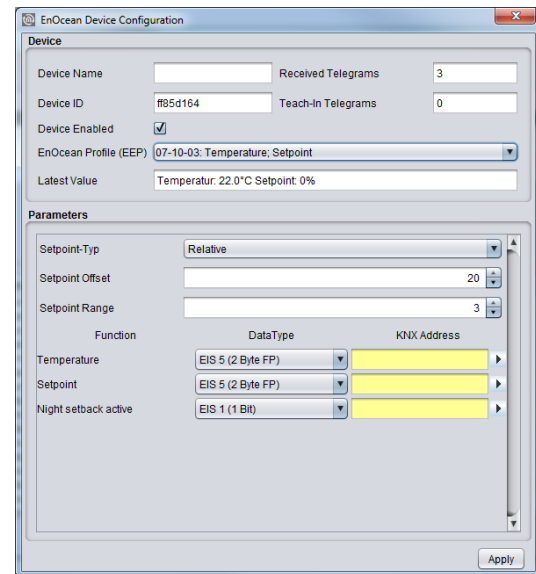 EnOcean Device Configuration
Device
Device Name Received Telegrams 3
Device ID ff85d164 Teach-In Telegrams 0
Device Enabled
EnOcean Profile (EEP) 07-10-03: Temperature; Setpoint
Latest Value Temperatur: 22.0°C Setpoint: 0%
Parameters
Setpoint-Typ Relative
Setpoint Offset 20
Setpoint Range 3
Function DataType KNX Address
Temperature EIS 5 (2 Byte FP)
Setpoint EIS 5 (2 Byte FP)
Night setback active EIS 1 (1 Bit)
Apply